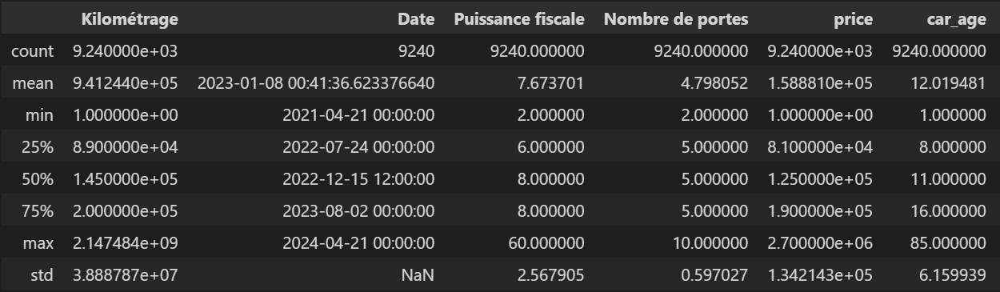 Kilométrage Date Puissance fiscale Nombre de portes price car_age
count 9.240000e+03 9240 9240.000000 9240.000000 9.240000e+03 9240.000000
mean 9.412440e+05 2023-01-08 00:41:36.623376640 7.673701 4.798052 1.588810e+05 12.019481
min 1.000000e+00 2021-04-21 00:00:00 2.000000 2.000000 1.000000e+00 1.000000
25% 8.900000e+04 2022-07-24 00:00:00 6.000000 5.000000 8.100000e+04 8.000000
50% 1.450000e+05 2022-12-15 12:00:00 8.000000 5.000000 1.250000e+05 11.000000
75% 2.000000e+05 2023-08-02 00:00:00 8.000000 5.000000 1.900000e+05 16.000000
max 2.147484e+09 2024-04-21 00:00:00 60.000000 10.000000 2.700000e+06 85.000000
std 3.888787e+07 NaN 2.567905 0.597027 1.342143e+05 6.159939